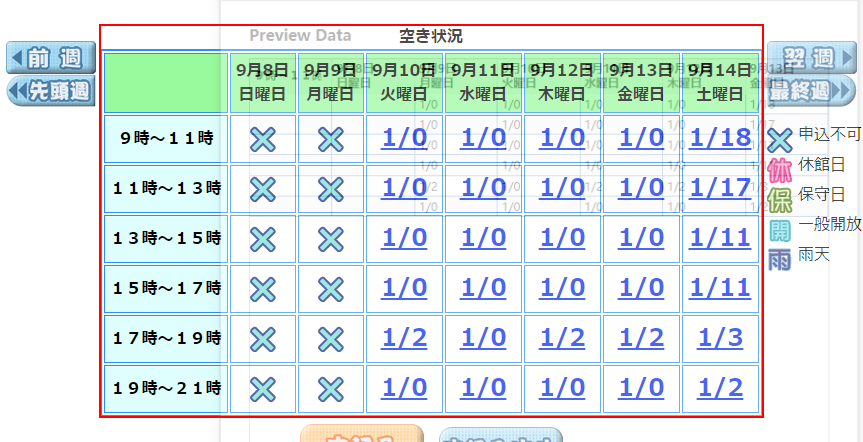 Preview Data
空き状況
前週
翌週
先頭週
最終週
9月8日 9月9日 9月10日 9月11日 9月12日 9月13日 9月14日
日曜日 月曜日 火曜日 水曜日 木曜日 金曜日 土曜日
９時～１１時 1/0 1/0 1/0 1/0 1/18
１１時～１３時 1/0 1/0 1/0 1/0 1/17
１３時～１５時 1/0 1/0 1/0 1/0 1/11
１５時～１７時 1/0 1/0 1/0 1/0 1/11
１７時～１９時 1/2 1/0 1/2 1/2 1/3
１９時～２１時 1/0 1/0 1/0 1/0 1/2
申込不可
休 休館日
保 保守日
開 一般開放
雨 雨天